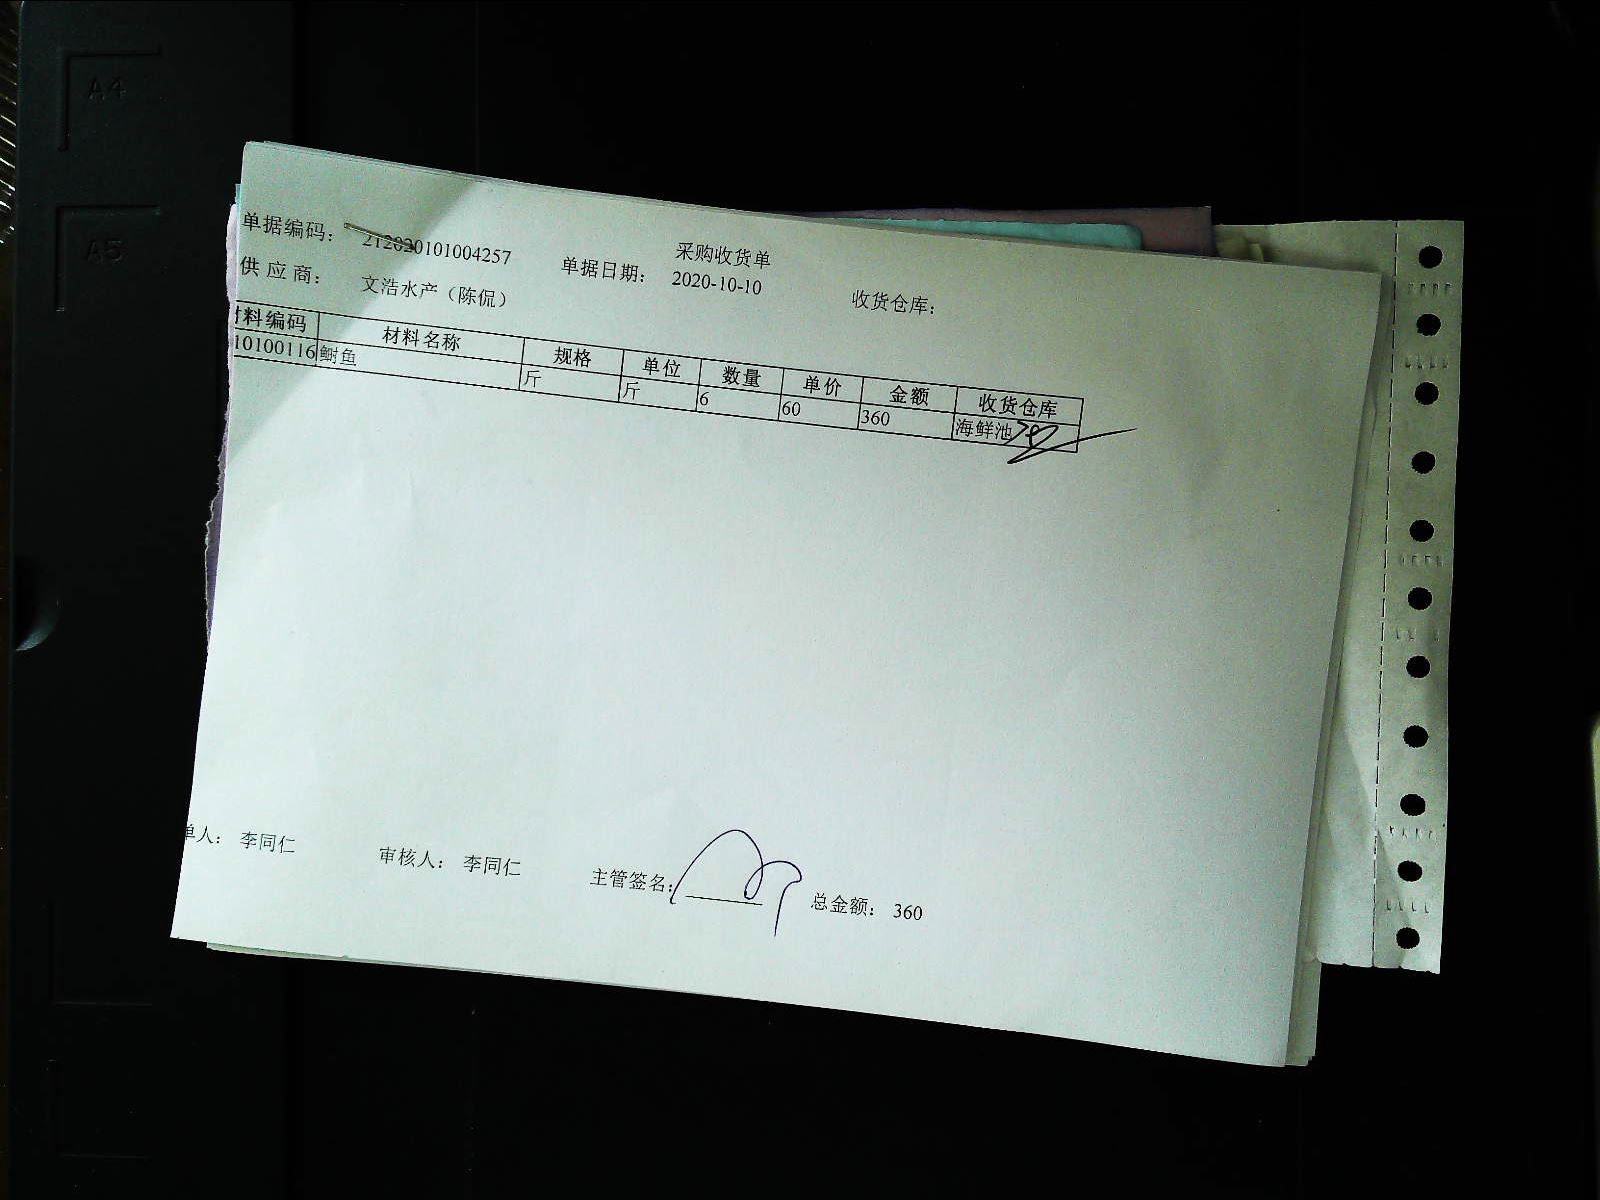 A4
A5
采购收货单
单据编码： 212020101004257 单据日期： 2020-10-10 收货仓库：
供 应 商： 文浩水产（陈侃）
材料编码 材料名称 规格 单位 数量 单价 金额 收货仓库
10100116 鲥鱼 斤 斤 6 60 360 海鲜池
单人： 李同仁 审核人： 李同仁 主管签名： 总金额： 360